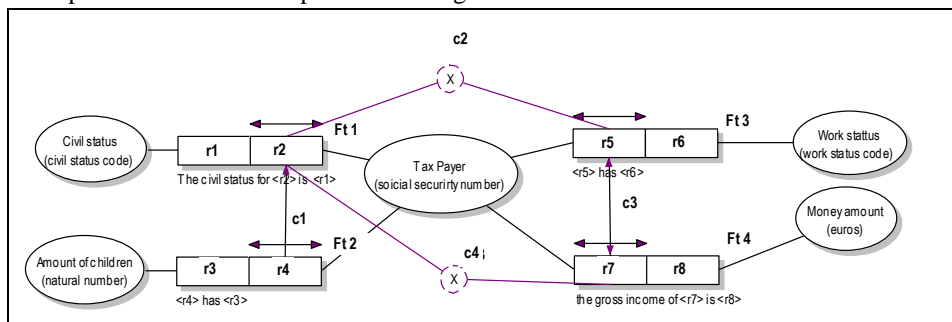 c2
X
Civil status
(civil status code)
r1
r2
Ft 1
The civil status for <r2> is <r1>
Tax Payer
(soicial securirty number)
r5
r6
Ft 3
<r5> has <r6>
Work stattus
(work status code)
c1
c3
Amount of children
(natural number)
r3
r4
Ft 2
<r4> has <r3>
c4
X
r7
r8
Ft 4
the gross income of <r7> is <r8>
Money amount
(euros)